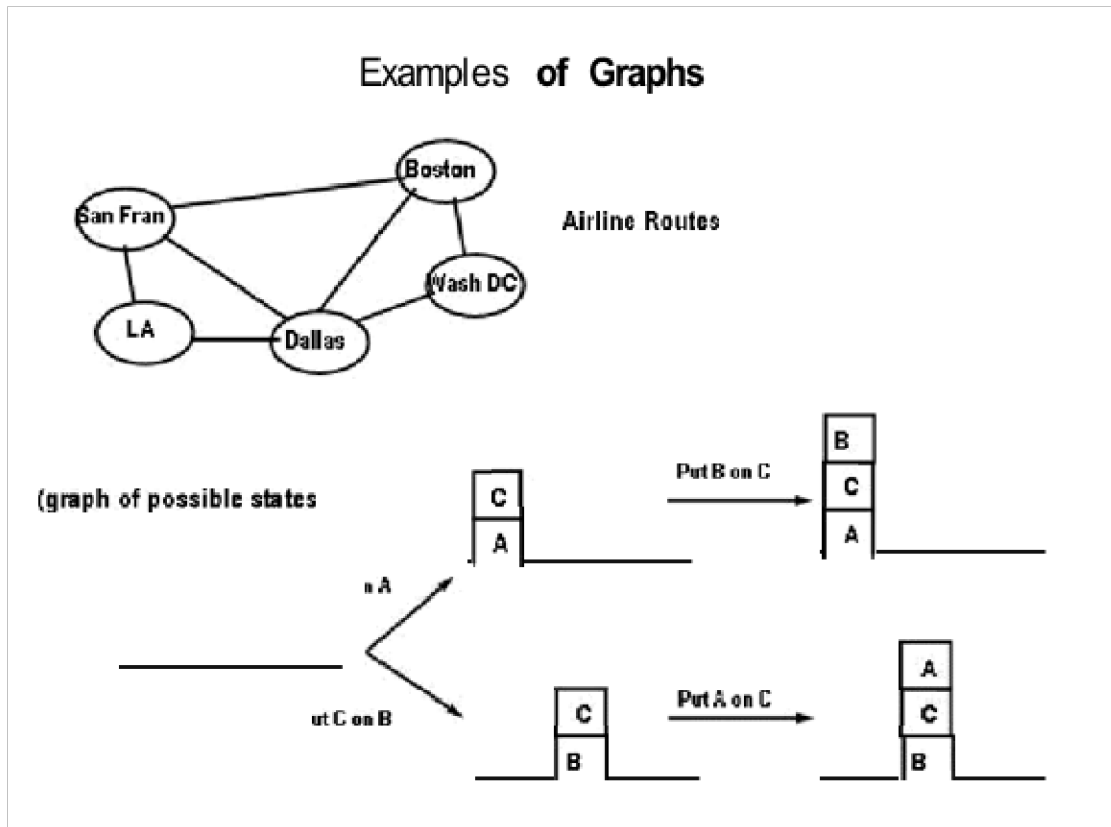 Examples of Graphs
Boston
San Fran
Airline Routes
Wash DC
LA
Dallas
B
Put B on C
(graph of possible states
C
C
A
A
n A
A
C
Put A on C
C
ut C on B
B
B